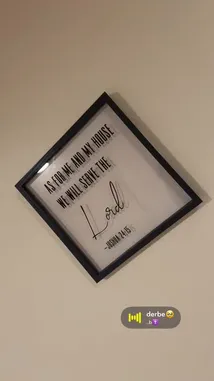 AS FOR ME AND MY HOUSE
WE WILL SERVE THE
Lord
-JOSHUA 24:15
derbe🥺
.b